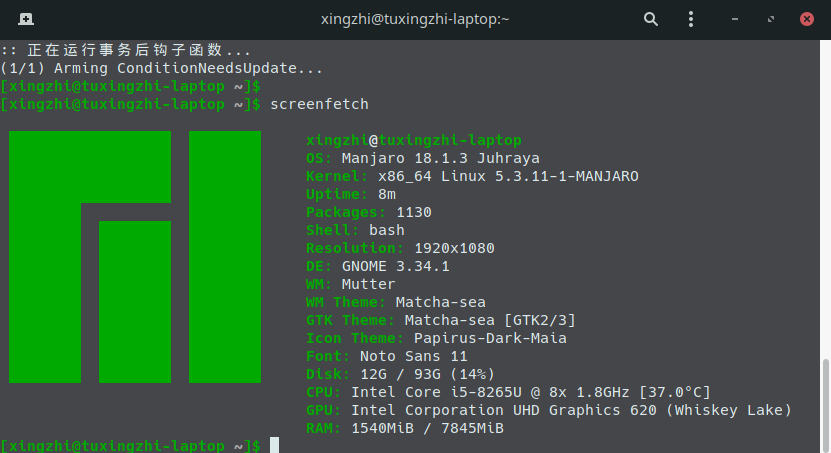 xingzhi@tuxingzhi-laptop:~
:: 正在运行事务后钩子函数...
(1/1) Arming ConditionNeedsUpdate...
[xingzhi@tuxingzhi-laptop ~]$
[xingzhi@tuxingzhi-laptop ~]$ screenfetch
xingzhi@tuxingzhi-laptop
OS: Manjaro 18.1.3 Juhraya
Kernel: x86_64 Linux 5.3.11-1-MANJARO
Uptime: 8m
Packages: 1130
Shell: bash
Resolution: 1920x1080
DE: GNOME 3.34.1
WM: Mutter
WM Theme: Matcha-sea
GTK Theme: Matcha-sea [GTK2/3]
Icon Theme: Papirus-Dark-Maia
Font: Noto Sans 11
Disk: 12G / 93G (14%)
CPU: Intel Core i5-8265U @ 8x 1.8GHz [37.0°C]
GPU: Intel Corporation UHD Graphics 620 (Whiskey Lake)
RAM: 1540MiB / 7845MiB
[xingzhi@tuxingzhi-laptop ~]$